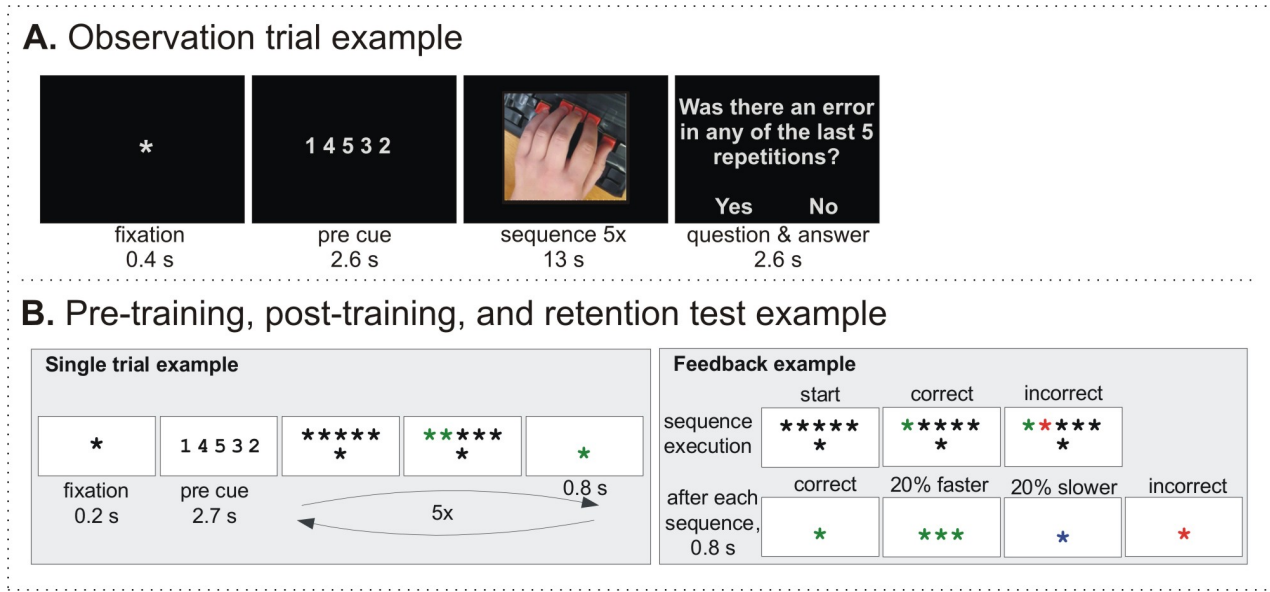 A. Observation trial example
*
1 4 5 3 2
Was there an error
in any of the last 5
repetitions?
Yes No
fixation
0.4 s
pre cue
2.6 s
sequence 5x
13 s
question & answer
2.6 s
B. Pre-training, post-training, and retention test example
Single trial example
*
1 4 5 3 2
*****
*
*****
*
*
fixation
0.2 s
pre cue
2.7 s
5x
0.8 s
Feedback example
start correct incorrect
sequence
execution
*****
*
*****
*
*****
*
correct 20% faster 20% slower incorrect
after each
sequence,
0.8 s
* *** * *